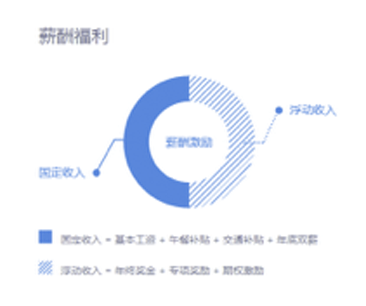 薪酬福利
浮动收入
薪酬激励
固定收入
固定收入 = 基本工资 + 午餐补贴 + 交通补贴 + 年底双薪
浮动收入 = 年终奖金 + 专项奖励 + 期权激励